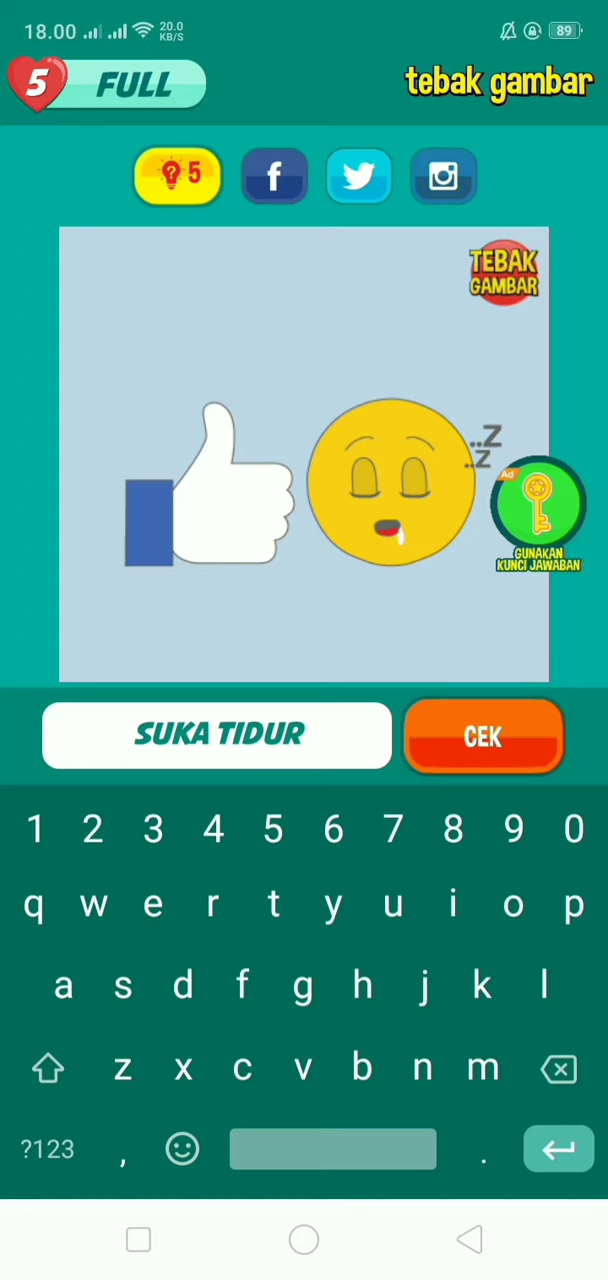 18.00 20.0 KB/S 89
5 FULL tebak gambar
? 5 f
TEBAK
GAMBAR
..Z
..Z
Ad
GUNAKAN
KUNCI JAWABAN
SUKA TIDUR CEK
1 2 3 4 5 6 7 8 9 0
q w e r t y u i o p
a s d f g h j k l
z x c v b n m
?123 , .